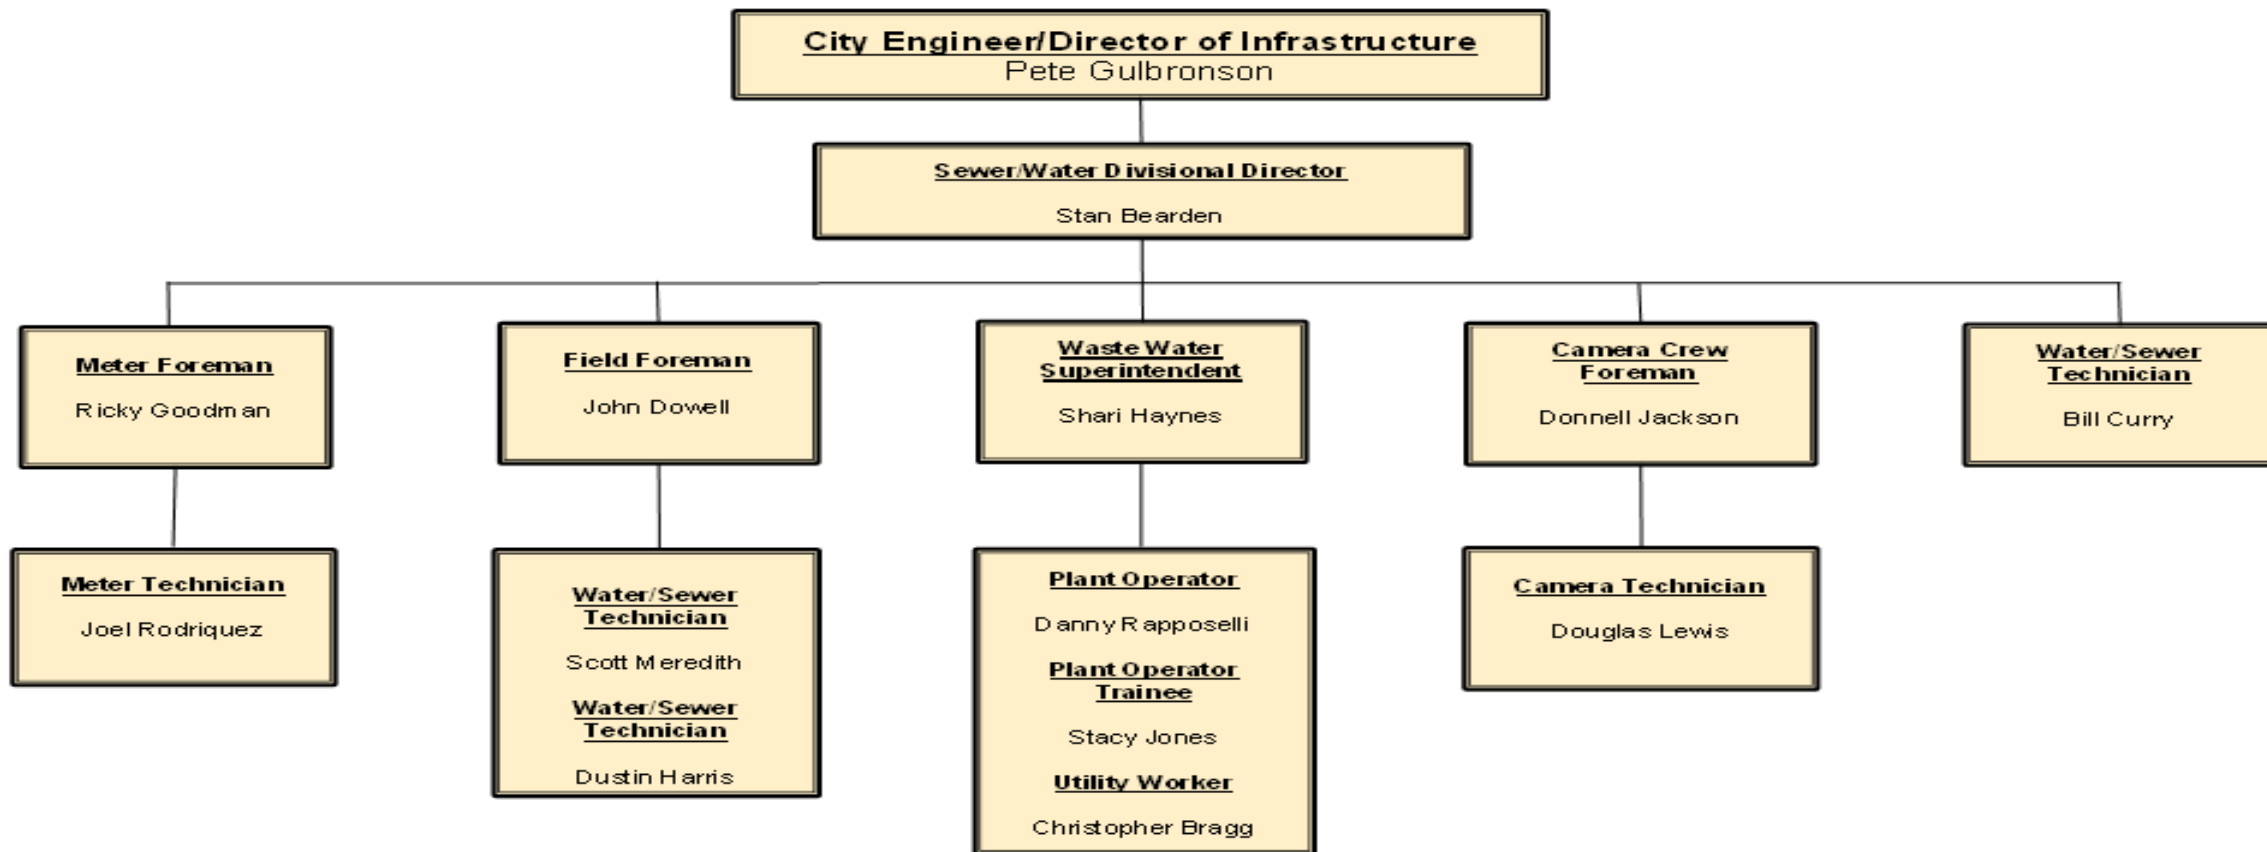 City Engineer/Director of Infrastructure
Pete Gulbronson
Sewer/Water Divisional Director
Stan Bearden
Meter Foreman
Ricky Goodman
Field Foreman
John Dowell
Waste Water
Superintendent
Shari Haynes
Camera Crew
Foreman
Donnell Jackson
Water/Sewer
Technician
Bill Curry
Meter Technician
Joel Rodriquez
Water/Sewer
Technician
Scott Meredith
Water/Sewer
Technician
Dustin Harris
Plant Operator
Danny Rapposelli
Plant Operator
Trainee
Stacy Jones
Utility Worker
Christopher Bragg
Camera Technician
Douglas Lewis